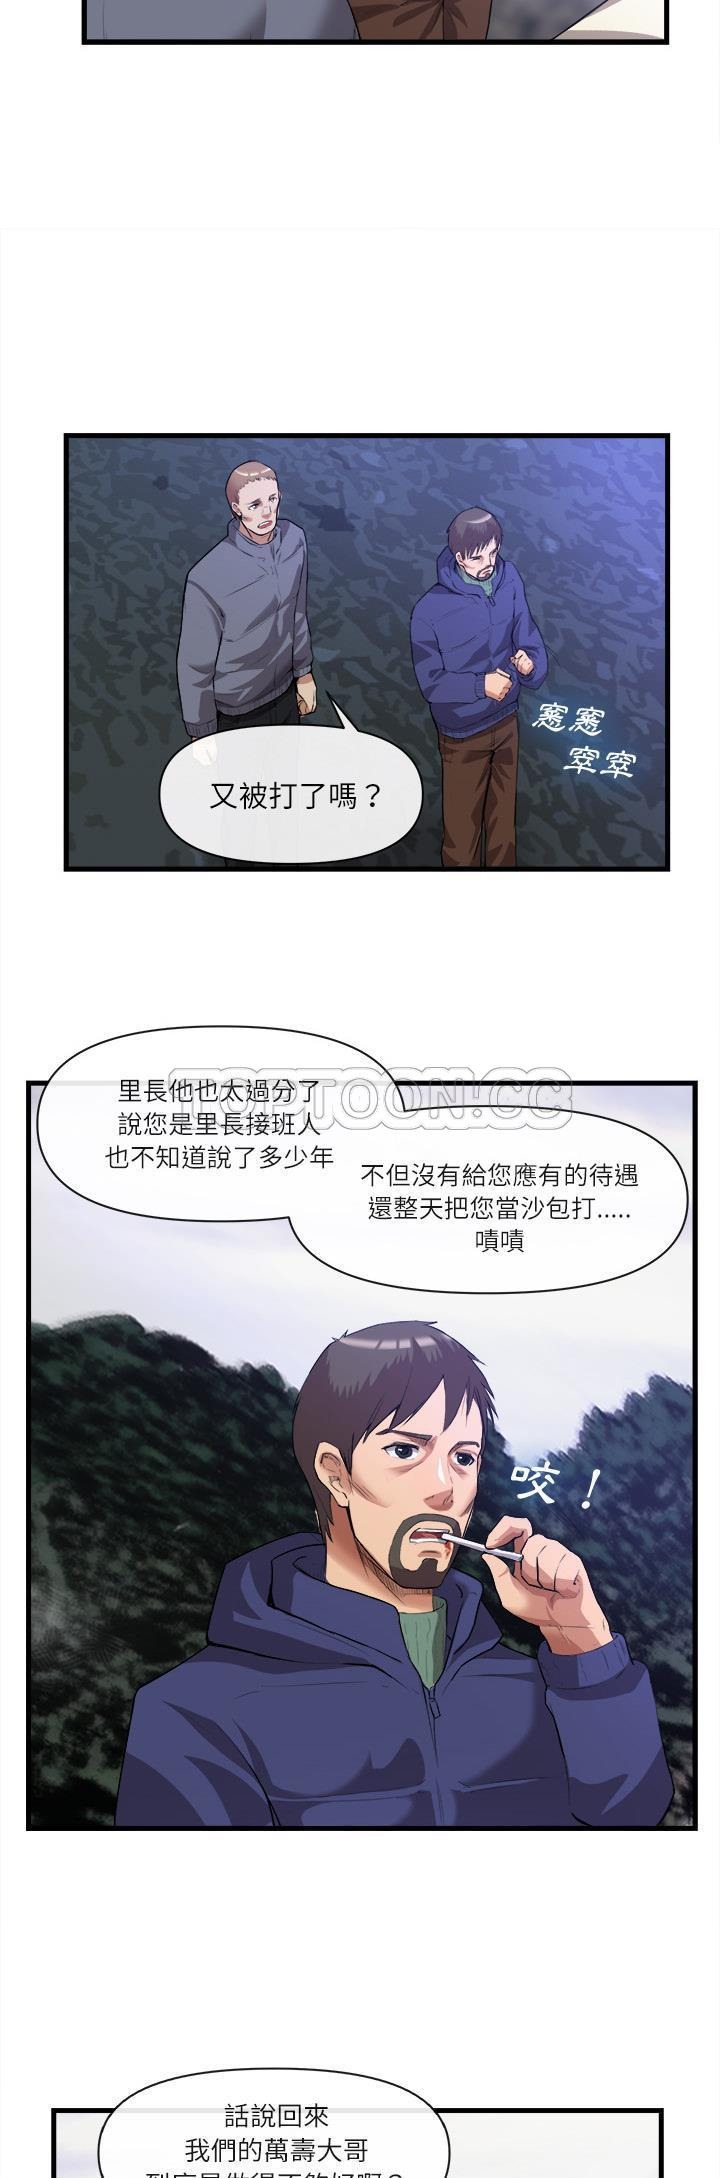 窸窸
窣窣
又被打了嗎？
TOPTOON.CC
里長他也太過分了
說您是里長接班人
也不知道說了多少年
不但沒有給您應有的待遇
還整天把您當沙包打.....
嘖嘖
咬！
話說回來
我們的萬壽大哥